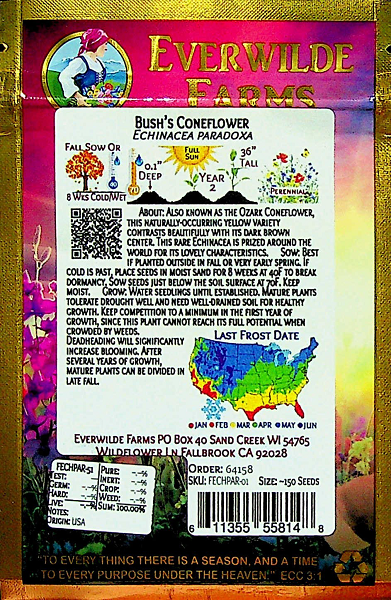 EVERWILDE
FARMS
BUSH'S CONEFLOWER
ECHINACEA PARADOXA
FALL SOW OR
8 WKS COLD/WET
70
0.1"
DEEP
FULL
SUN
YEAR
2
36"
TALL
PERENNIAL
ABOUT: ALSO KNOWN AS THE OZARK CONEFLOWER,
THIS NATURALLY-OCCURRING YELLOW VARIETY
CONTRASTS BEAUTIFULLY WITH ITS DARK BROWN
CENTER. THIS RARE ECHINACEA IS PRIZED AROUND THE
WORLD FOR ITS LOVELY CHARACTERISTICS. SOW: BEST
IF PLANTED OUTSIDE IN FALL OR VERY EARLY SPRING. IF
COLD IS PAST, PLACE SEEDS IN MOIST SAND FOR 8 WEEKS AT 40F TO BREAK
DORMANCY. SOW SEEDS JUST BELOW THE SOIL SURFACE AT 70F. KEEP
MOIST. GROW: WATER SEEDLINGS UNTIL ESTABLISHED. MATURE PLANTS
TOLERATE DROUGHT WELL AND NEED WELL-DRAINED SOIL FOR HEALTHY
GROWTH. KEEP COMPETITION TO A MINIMUM IN THE FIRST YEAR OF
GROWTH, SINCE THIS PLANT CANNOT REACH ITS FULL POTENTIAL WHEN
CROWDED BY WEEDS.
DEADHEADING WILL SIGNIFICANTLY
INCREASE BLOOMING. AFTER
SEVERAL YEARS OF GROWTH,
MATURE PLANTS CAN BE DIVIDED IN
LATE FALL.
LAST FROST DATE
JAN FEB MAR APR MAY JUN
EVERWILDE FARMS PO BOX 40 SAND CREEK WI 54765
WILDFLOWER LN FALLBROOK CA 92028
FECHPAR-51 PURE: -.-%
TEST: INERT: -.-%
GERM: -.-% CROP: -.-%
HARD: -.-% WEED: -.-%
LIVE: -.-% SUM: 100.00%
NOTES:
ORIGIN: USA
ORDER: 64158
SKU: FECHPAR-01 SIZE: ~150 SEEDS
6 11355 55814 8
"TO EVERY THING THERE IS A SEASON, AND A TIME
TO EVERY PURPOSE UNDER THE HEAVEN." ECC 3:1